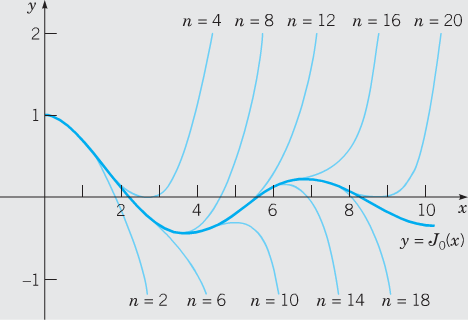 y
n = 4 n = 8 n = 12 n = 16 n = 20
2
1
2 4 6 8 10 x
y = J₀(x)
−1
n = 2 n = 6 n = 10 n = 14 n = 18